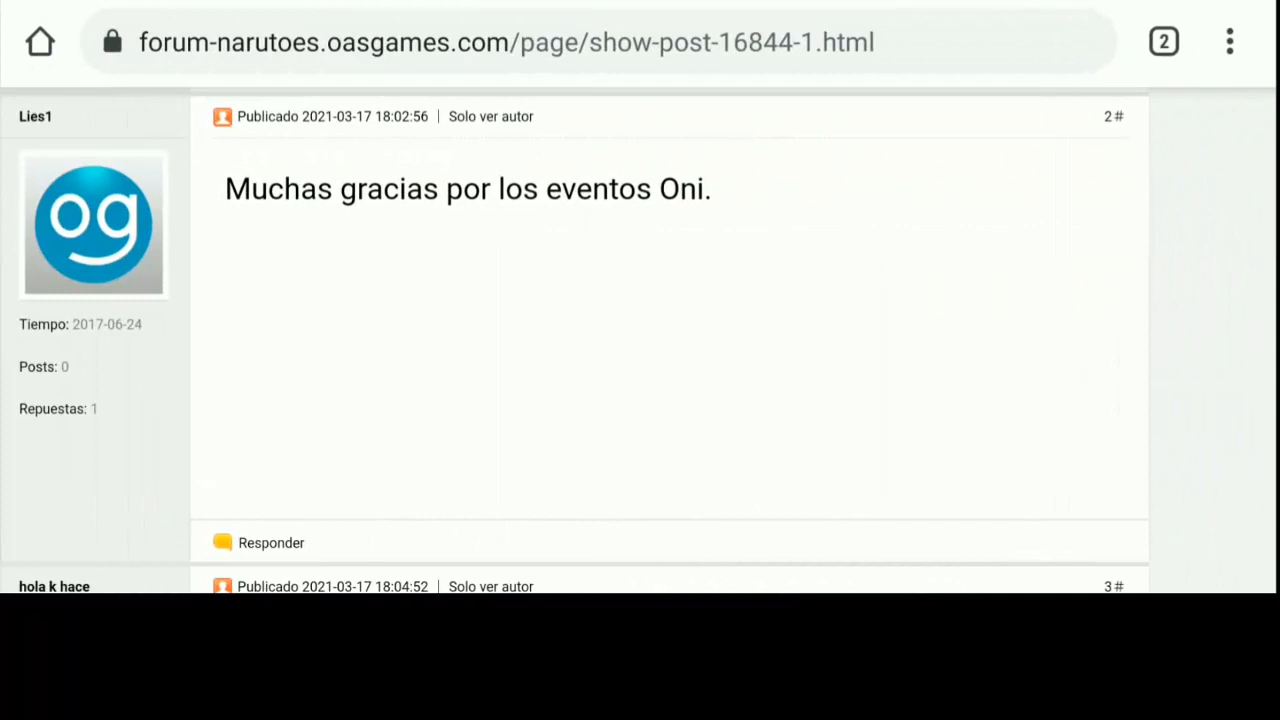 forum-narutoes.oasgames.com/page/show-post-16844-1.html
2
Lies1
Publicado 2021-03-17 18:02:56 | Solo ver autor
2#
Muchas gracias por los eventos Oni.
og
Tiempo: 2017-06-24
Posts: 0
Repuestas: 1
Responder
hola k hace
Publicado 2021-03-17 18:04:52 | Solo ver autor
3#